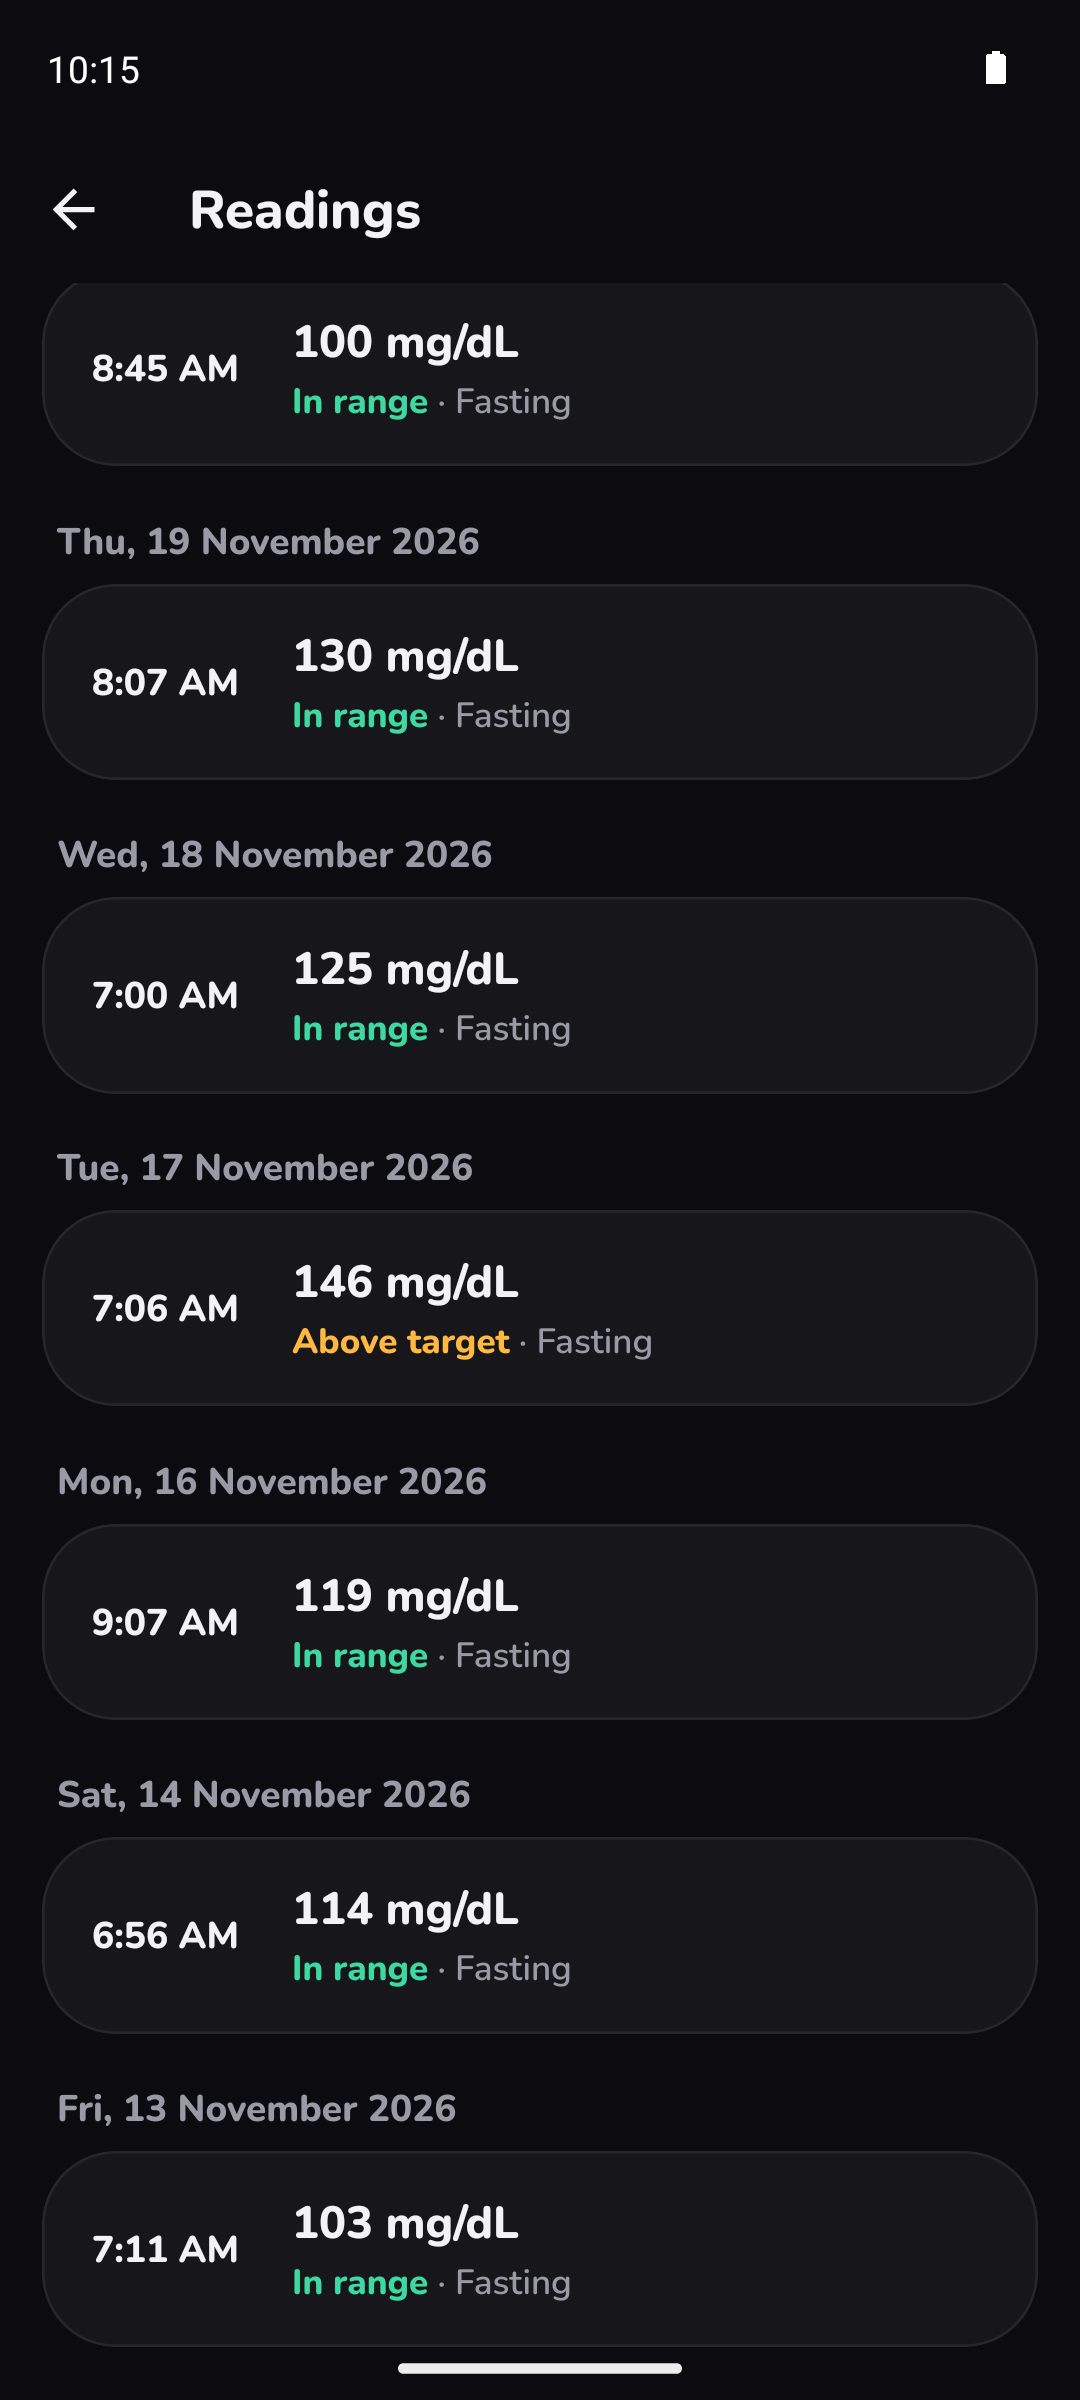 10:15
Readings
8:45 AM
100 mg/dL
In range · Fasting
Thu, 19 November 2026
8:07 AM
130 mg/dL
In range · Fasting
Wed, 18 November 2026
7:00 AM
125 mg/dL
In range · Fasting
Tue, 17 November 2026
7:06 AM
146 mg/dL
Above target · Fasting
Mon, 16 November 2026
9:07 AM
119 mg/dL
In range · Fasting
Sat, 14 November 2026
6:56 AM
114 mg/dL
In range · Fasting
Fri, 13 November 2026
7:11 AM
103 mg/dL
In range · Fasting